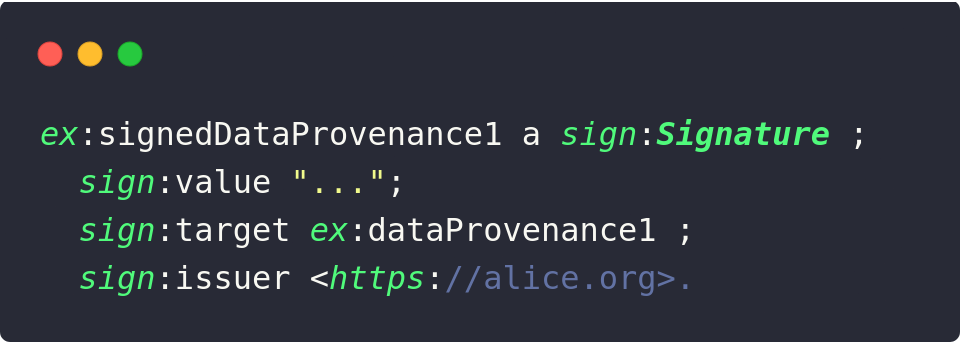 ex:signedDataProvenance1 a sign:Signature ;
sign:value "...";
sign:target ex:dataProvenance1 ;
sign:issuer <https://alice.org>.